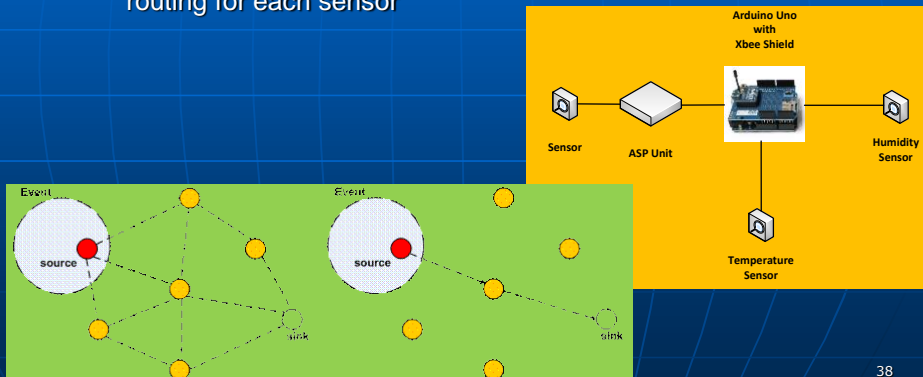 routing for each sensor
Arduino Uno
with
Xbee Shield
Sensor
ASP Unit
Humidity
Sensor
Temperature
Sensor
Event
source
sink
Event
source
sink
38